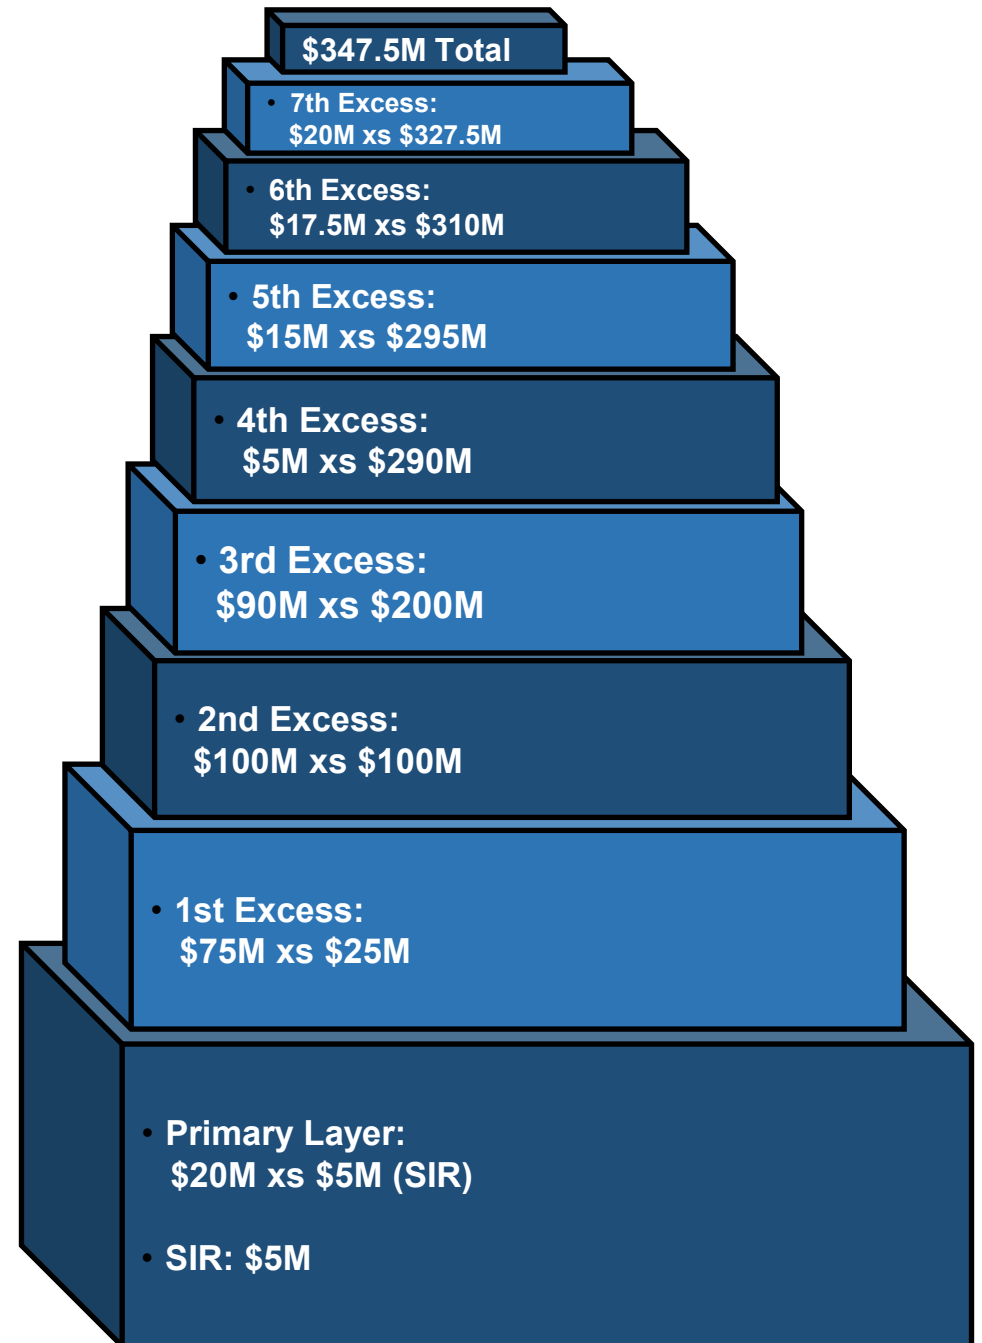 $347.5M Total
• 7th Excess:
$20M xs $327.5M
• 6th Excess:
$17.5M xs $310M
• 5th Excess:
$15M xs $295M
• 4th Excess:
$5M xs $290M
• 3rd Excess:
$90M xs $200M
• 2nd Excess:
$100M xs $100M
• 1st Excess:
$75M xs $25M
• Primary Layer:
$20M xs $5M (SIR)
• SIR: $5M